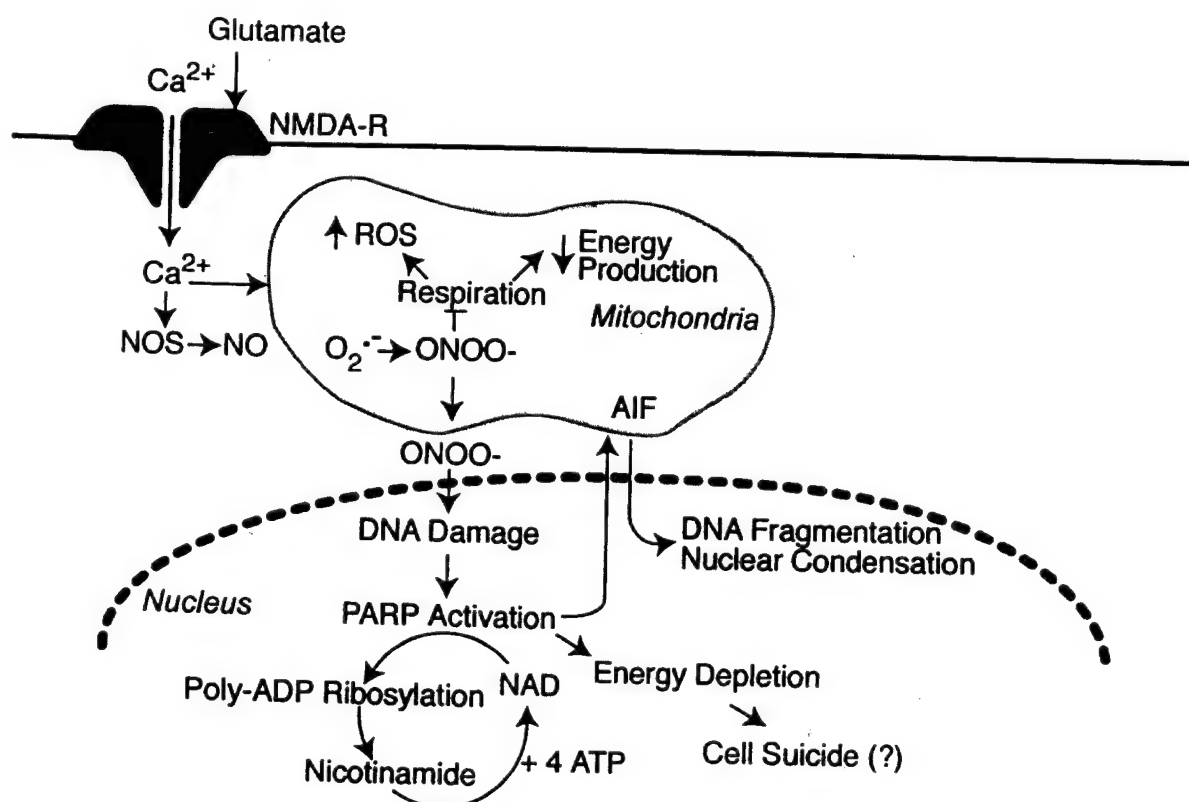 Glutamate
Ca2+
NMDA-R
↑ ROS
↓ Energy
Production
Ca2+
Respiration
Mitochondria
NOS→NO
O2•- → ONOO-
AIF
ONOO-
DNA Damage
DNA Fragmentation
Nuclear Condensation
Nucleus
PARP Activation
Energy Depletion
Poly-ADP Ribosylation
NAD
Cell Suicide (?)
+ 4 ATP
Nicotinamide